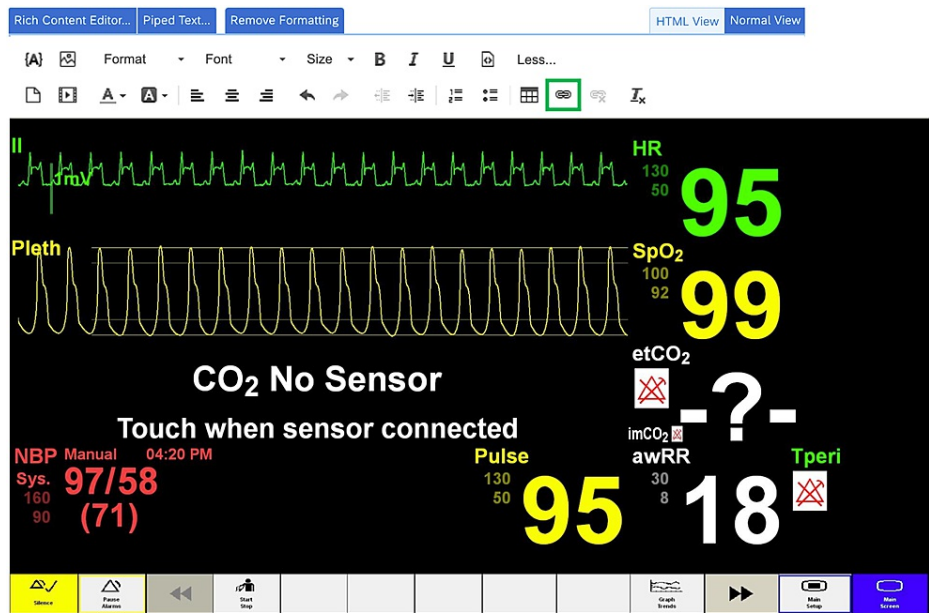 Rich Content Editor... Piped Text... Remove Formatting HTML View Normal View
{A} Format Font Size B I U Less...
A A Tx
II
1mV
HR
130
50
95
Pleth
SpO₂
100
92
99
CO₂ No Sensor
Touch when sensor connected
etCO₂
-?-
imCO₂
NBP Manual 04:20 PM
Sys.
160
90
97/58
(71)
Pulse
130
50
95
awRR
30
8
18
Tperi
Silence
Pause
Alarms
Start
Stop
Graph
Trends
Main
Setup
Main
Screen